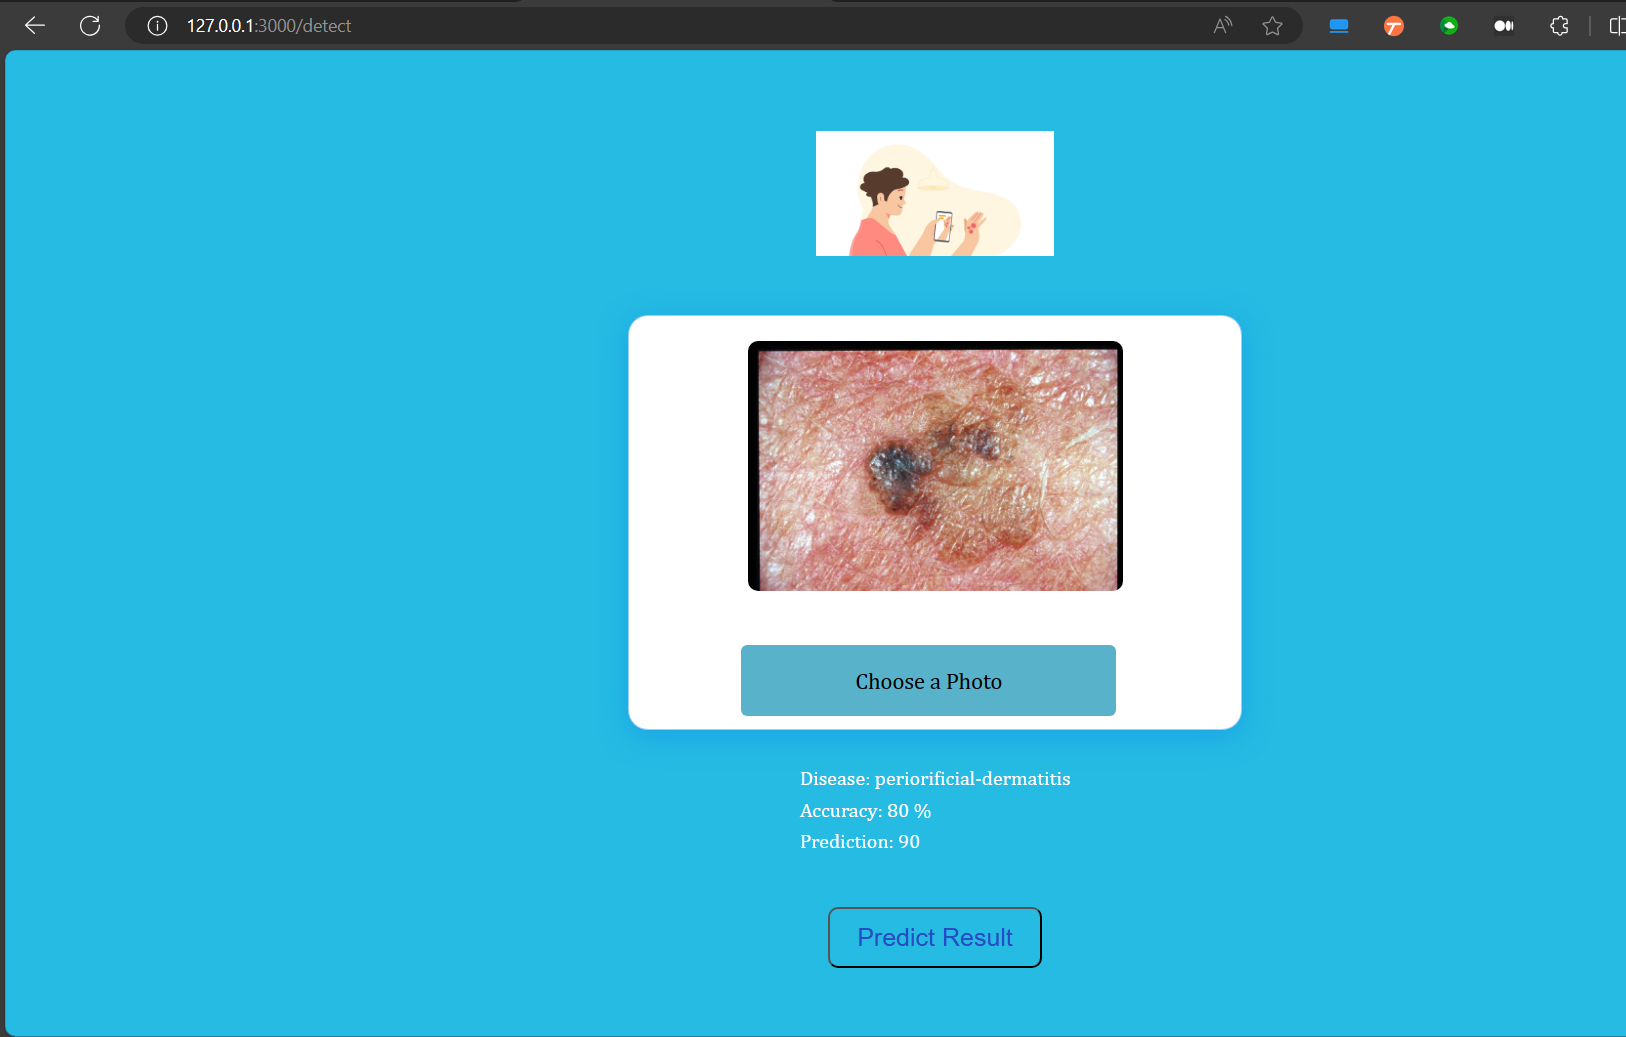 127.0.0.1:3000/detect
Choose a Photo
Disease: periorificial-dermatitis
Accuracy: 80 %
Prediction: 90
Predict Result